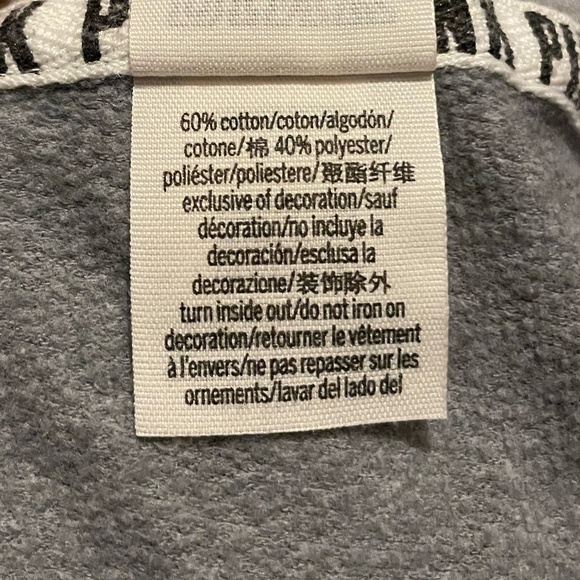 K P NK PI
60% cotton/coton/algodón/
cotone/棉 40% polyester/
poliéster/poliestere/聚酯纤维
exclusive of decoration/sauf
décoration/no incluye la
decoración/esclusa la
decorazione/装饰除外
turn inside out/do not iron on
decoration/retourner le vêtement
à l'envers/ne pas repasser sur les
ornements/lavar del lado del